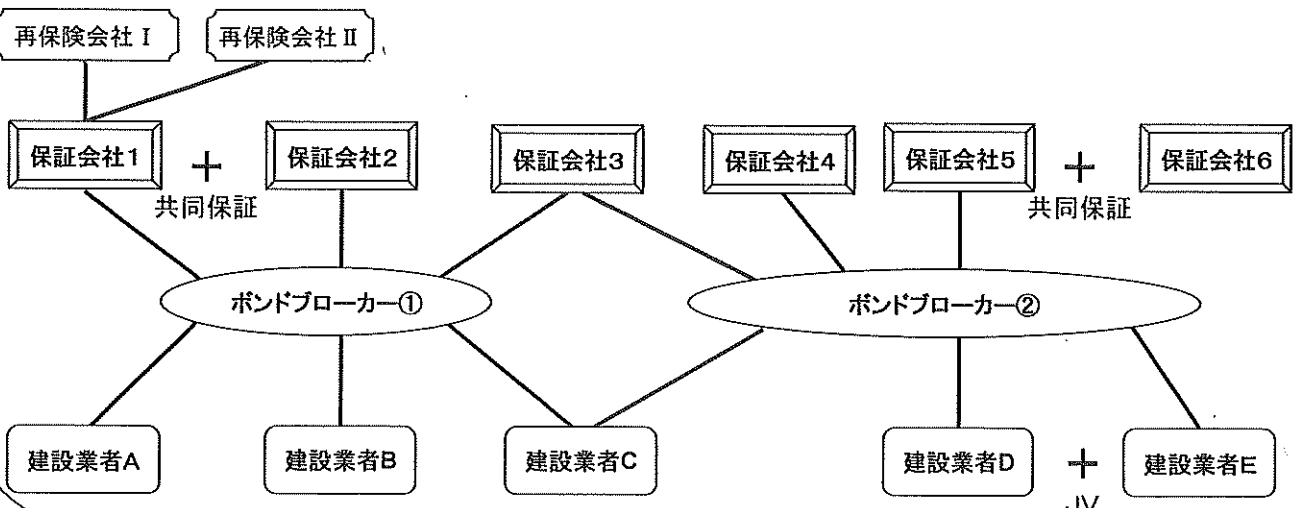 再保険会社Ⅰ 再保険会社Ⅱ
保証会社1 + 保証会社2 保証会社3 保証会社4 保証会社5 + 保証会社6
共同保証 共同保証
ボンドブローカー① ボンドブローカー②
建設業者A 建設業者B 建設業者C 建設業者D + 建設業者E
JV